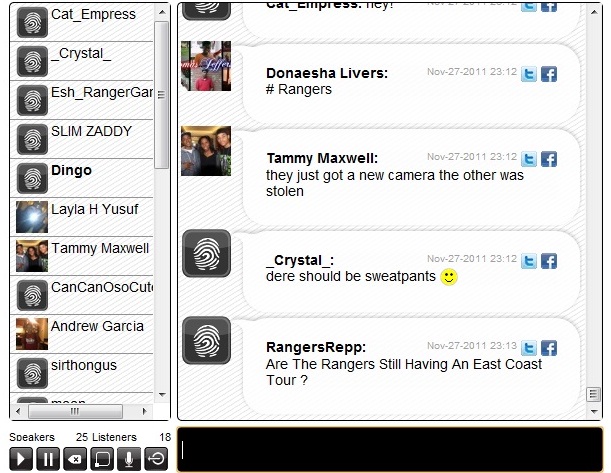 Cat_Empress
_Crystal_
Esh_RangerGar
SLIM ZADDY
Dingo
Layla H Yusuf
Tammy Maxwell
CanCanOsoCute
Andrew Garcia
sirthongus
moon
Speakers 25 Listeners 18
Cat_Empress: hey!
Donaesha Livers: Nov-27-2011 23:12
# Rangers
Tammy Maxwell: Nov-27-2011 23:12
they just got a new camera the other was
stolen
_Crystal_: Nov-27-2011 23:12
dere should be sweatpants
RangersRepp: Nov-27-2011 23:13
Are The Rangers Still Having An East Coast
Tour ?